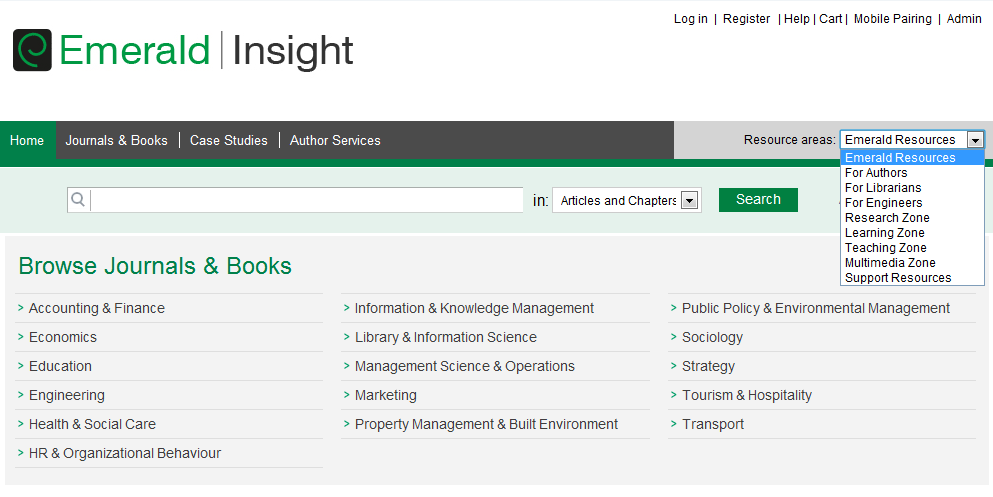 Log in | Register | Help | Cart | Mobile Pairing | Admin
Emerald | Insight
Home Journals & Books | Case Studies | Author Services Resource areas: Emerald Resources
Emerald Resources
For Authors
For Librarians
For Engineers
Research Zone
Learning Zone
Teaching Zone
Multimedia Zone
Support Resources
in: Articles and Chapters Search
Browse Journals & Books
> Accounting & Finance
> Economics
> Education
> Engineering
> Health & Social Care
> HR & Organizational Behaviour
> Information & Knowledge Management
> Library & Information Science
> Management Science & Operations
> Marketing
> Property Management & Built Environment
> Public Policy & Environmental Management
> Sociology
> Strategy
> Tourism & Hospitality
> Transport